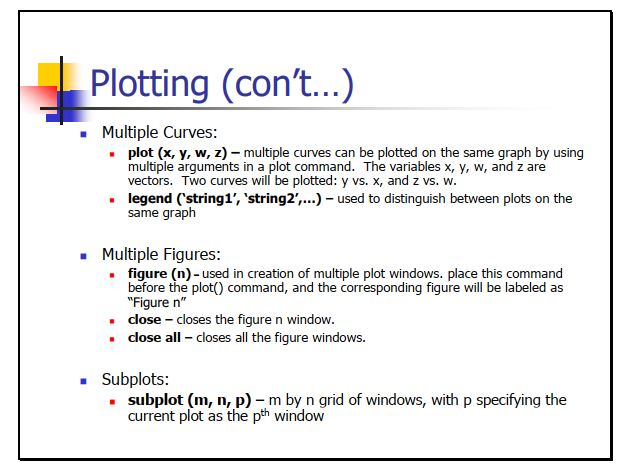 Plotting (con’t…)
Multiple Curves:
plot (x, y, w, z) – multiple curves can be plotted on the same graph by using
multiple arguments in a plot command. The variables x, y, w, and z are
vectors. Two curves will be plotted: y vs. x, and z vs. w.
legend (‘string1’, ‘string2’,…) – used to distinguish between plots on the
same graph
Multiple Figures:
figure (n) – used in creation of multiple plot windows. place this command
before the plot() command, and the corresponding figure will be labeled as
“Figure n”
close – closes the figure n window.
close all – closes all the figure windows.
Subplots:
subplot (m, n, p) – m by n grid of windows, with p specifying the
current plot as the pth window